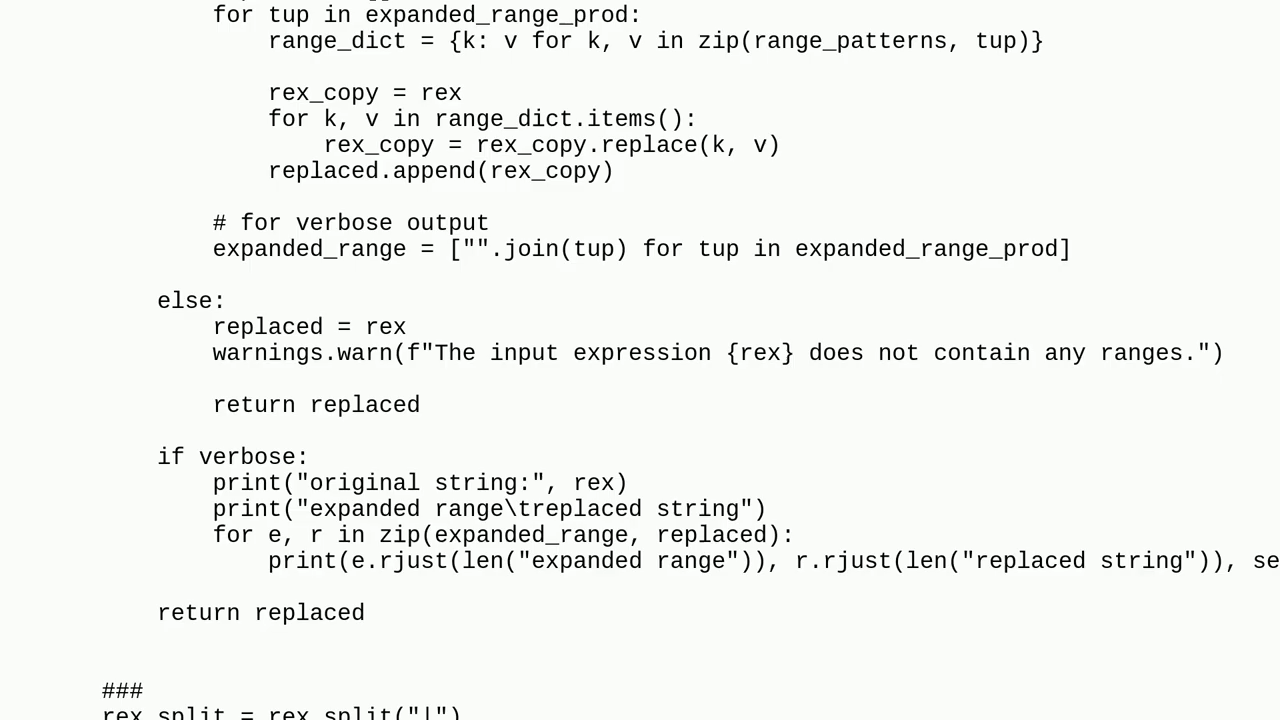 for tup in expanded_range_prod:
range_dict = {k: v for k, v in zip(range_patterns, tup)}
rex_copy = rex
for k, v in range_dict.items():
rex_copy = rex_copy.replace(k, v)
replaced.append(rex_copy)
# for verbose output
expanded_range = ["".join(tup) for tup in expanded_range_prod]
else:
replaced = rex
warnings.warn(f"The input expression {rex} does not contain any ranges.")
return replaced
if verbose:
print("original string:", rex)
print("expanded range\treplaced string")
for e, r in zip(expanded_range, replaced):
print(e.rjust(len("expanded range")), r.rjust(len("replaced string")), se
return replaced
###
rex_split = rex.split("|")